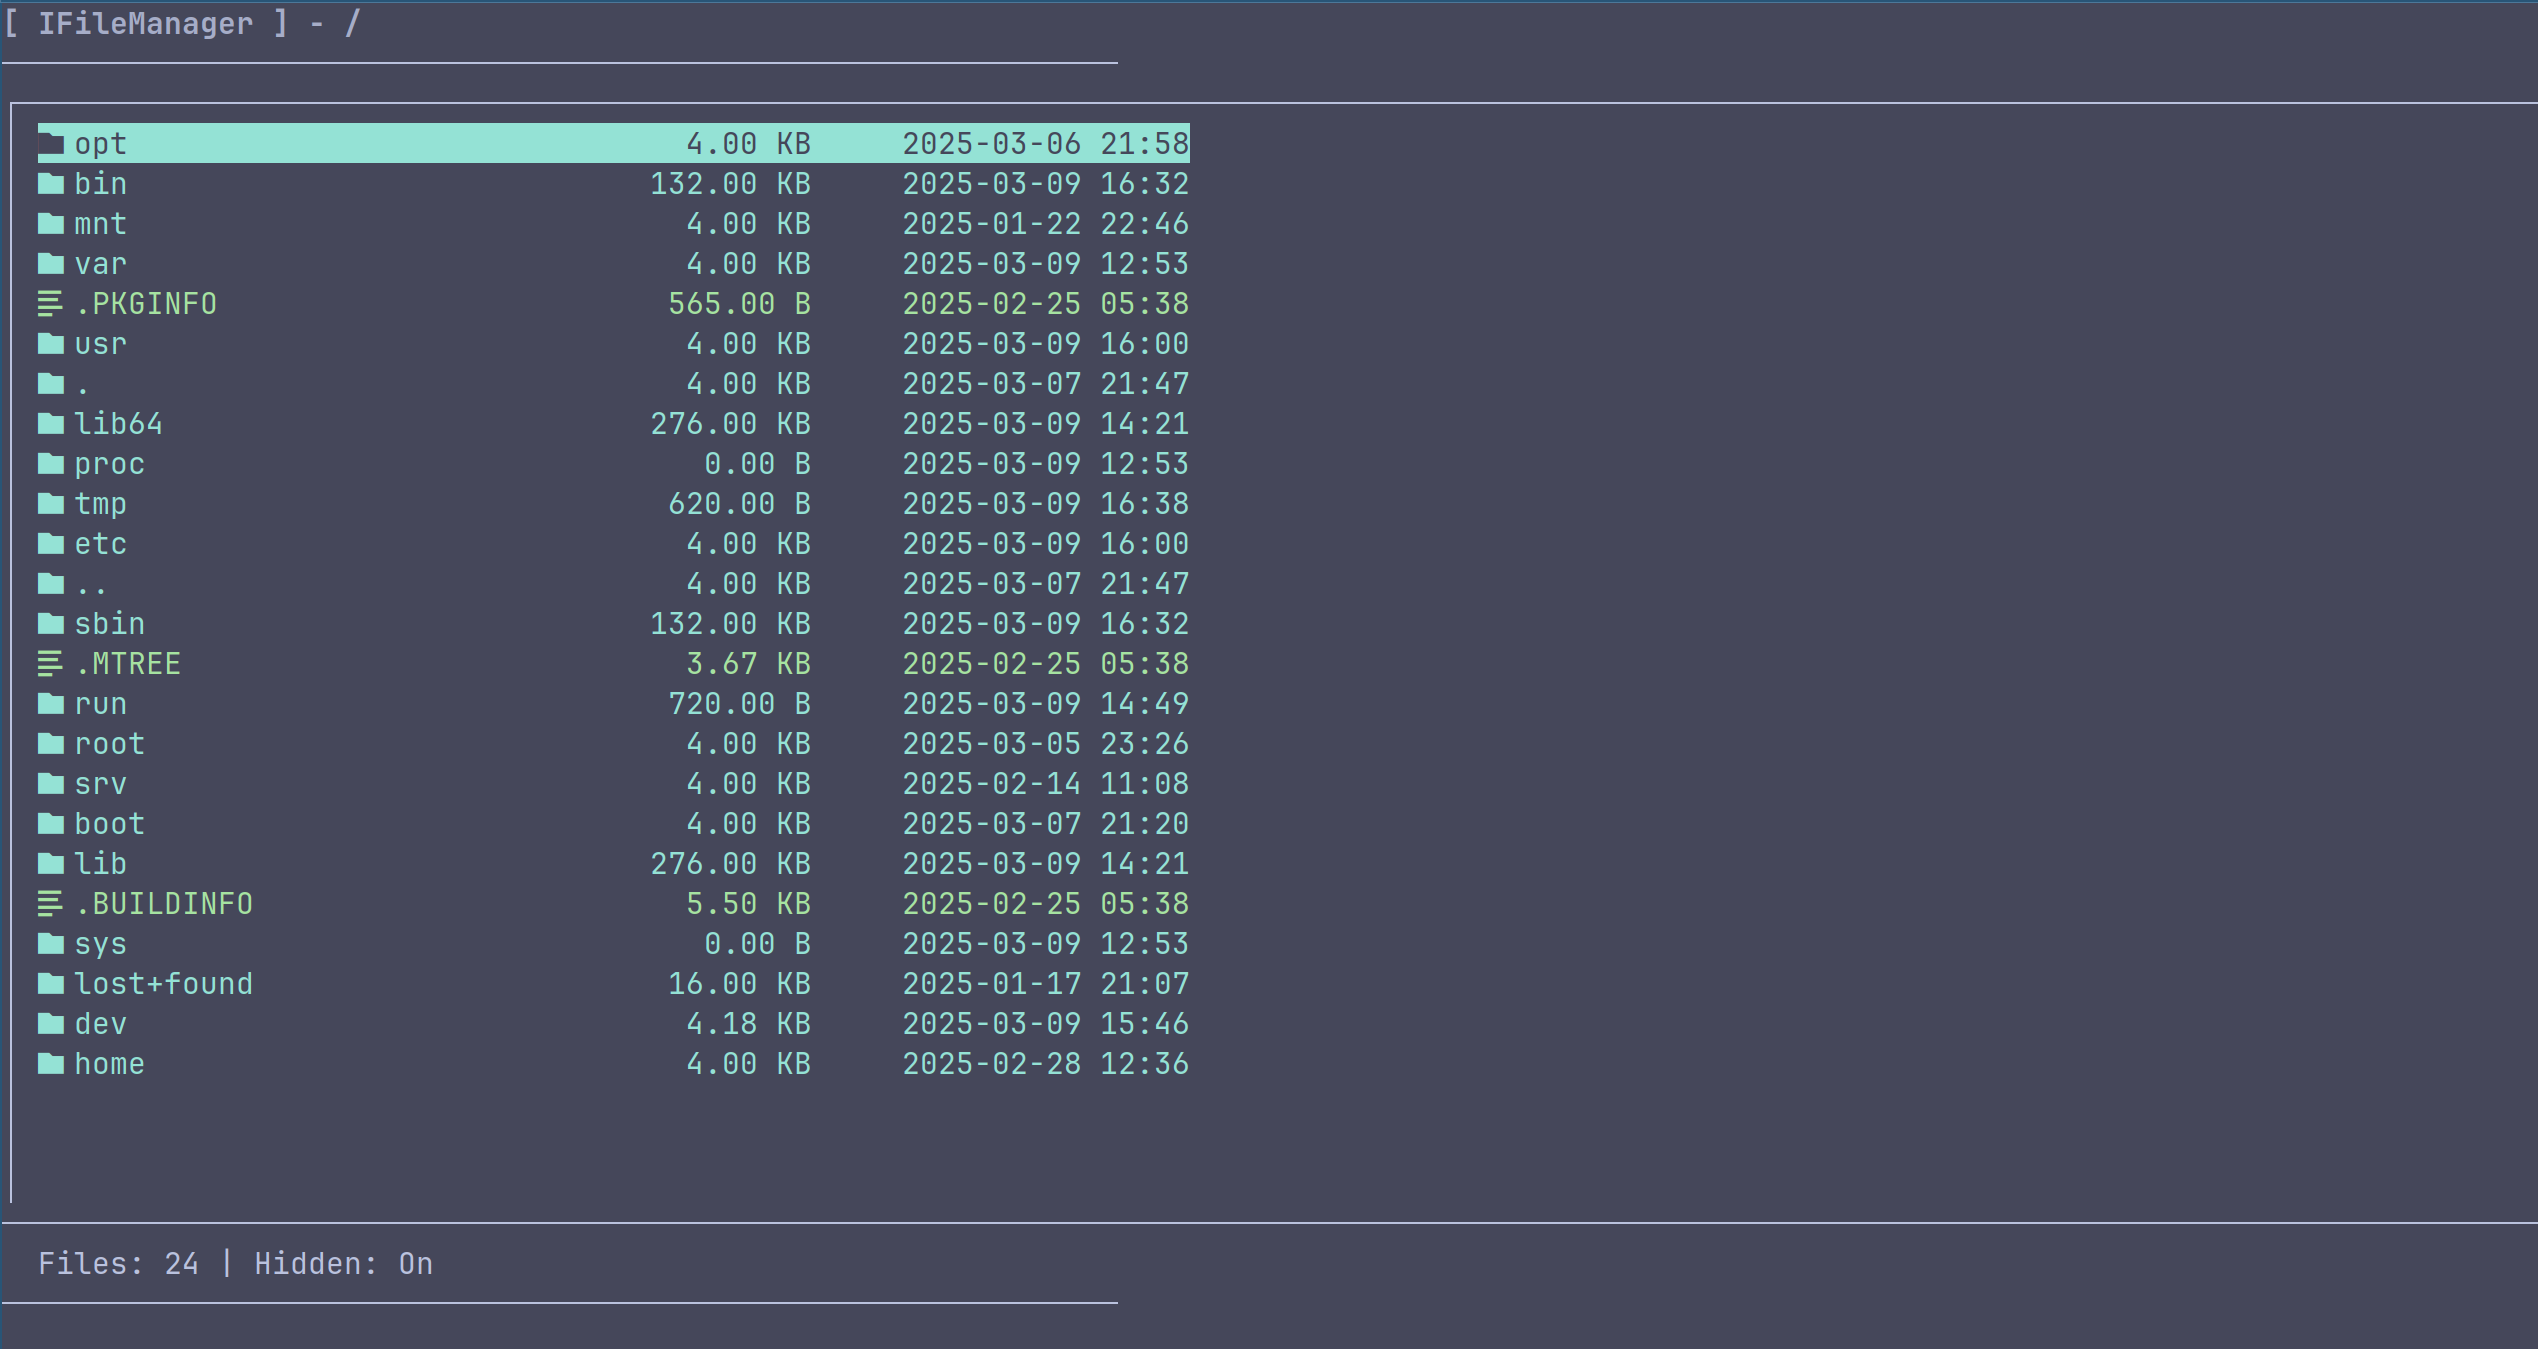 [ IFileManager ] - /
opt 4.00 KB 2025-03-06 21:58
bin 132.00 KB 2025-03-09 16:32
mnt 4.00 KB 2025-01-22 22:46
var 4.00 KB 2025-03-09 12:53
.PKGINFO 565.00 B 2025-02-25 05:38
usr 4.00 KB 2025-03-09 16:00
. 4.00 KB 2025-03-07 21:47
lib64 276.00 KB 2025-03-09 14:21
proc 0.00 B 2025-03-09 12:53
tmp 620.00 B 2025-03-09 16:38
etc 4.00 KB 2025-03-09 16:00
.. 4.00 KB 2025-03-07 21:47
sbin 132.00 KB 2025-03-09 16:32
.MTREE 3.67 KB 2025-02-25 05:38
run 720.00 B 2025-03-09 14:49
root 4.00 KB 2025-03-05 23:26
srv 4.00 KB 2025-02-14 11:08
boot 4.00 KB 2025-03-07 21:20
lib 276.00 KB 2025-03-09 14:21
.BUILDINFO 5.50 KB 2025-02-25 05:38
sys 0.00 B 2025-03-09 12:53
lost+found 16.00 KB 2025-01-17 21:07
dev 4.18 KB 2025-03-09 15:46
home 4.00 KB 2025-02-28 12:36
Files: 24 | Hidden: On